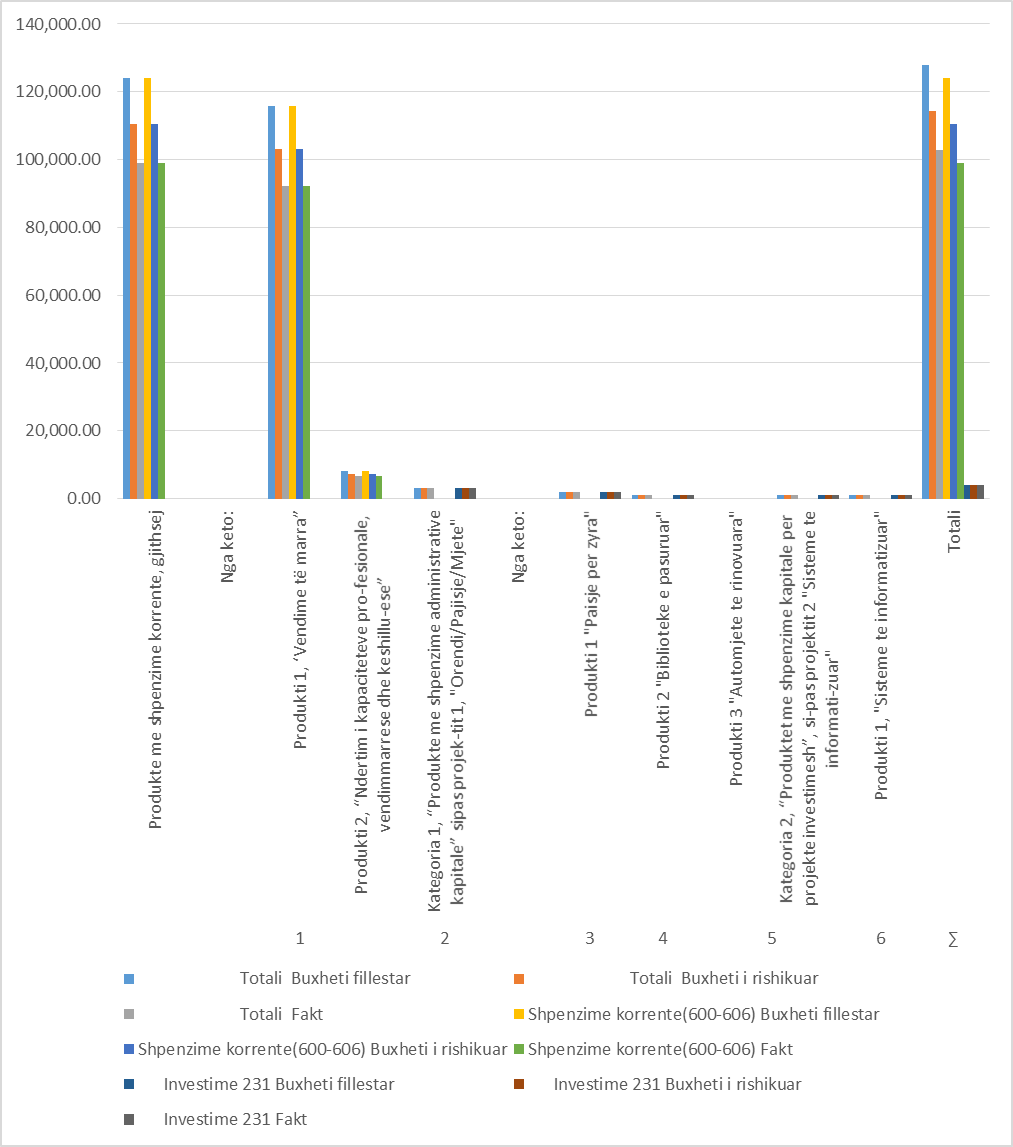 140,000.00
120,000.00
100,000.00
80,000.00
60,000.00
40,000.00
20,000.00
0.00
Produkte me shpenzime korrente, gjithsej
Nga keto:
Produkti 1, ‘Vendime të marra”
Produkti 2, “Ndertim i kapaciteteve pro-fesionale,
vendimmarrese dhe keshillu-ese”
Kategoria 1, “Produkte me shpenzime administrative
kapitale” sipas projek-tit 1, "Orendi/Pajisje/Mjete"
Nga keto:
Produkti 1 "Paisje per zyra"
Produkti 2 "Biblioteke e pasuruar"
Produkti 3 "Automjete te rinovuara"
Kategoria 2, “Produktet me shpenzime kapitale per
projekte investimesh”, si-pas projektit 2 "Sisteme te
informati-zuar"
Produkti 1, "Sisteme te informatizuar"
Totali
1 2 3 4 5 6 ∑
Totali Buxheti fillestar
Totali Buxheti i rishikuar
Totali Fakt
Shpenzime korrente(600-606) Buxheti fillestar
Shpenzime korrente(600-606) Buxheti i rishikuar
Shpenzime korrente(600-606) Fakt
Investime 231 Buxheti fillestar
Investime 231 Buxheti i rishikuar
Investime 231 Fakt